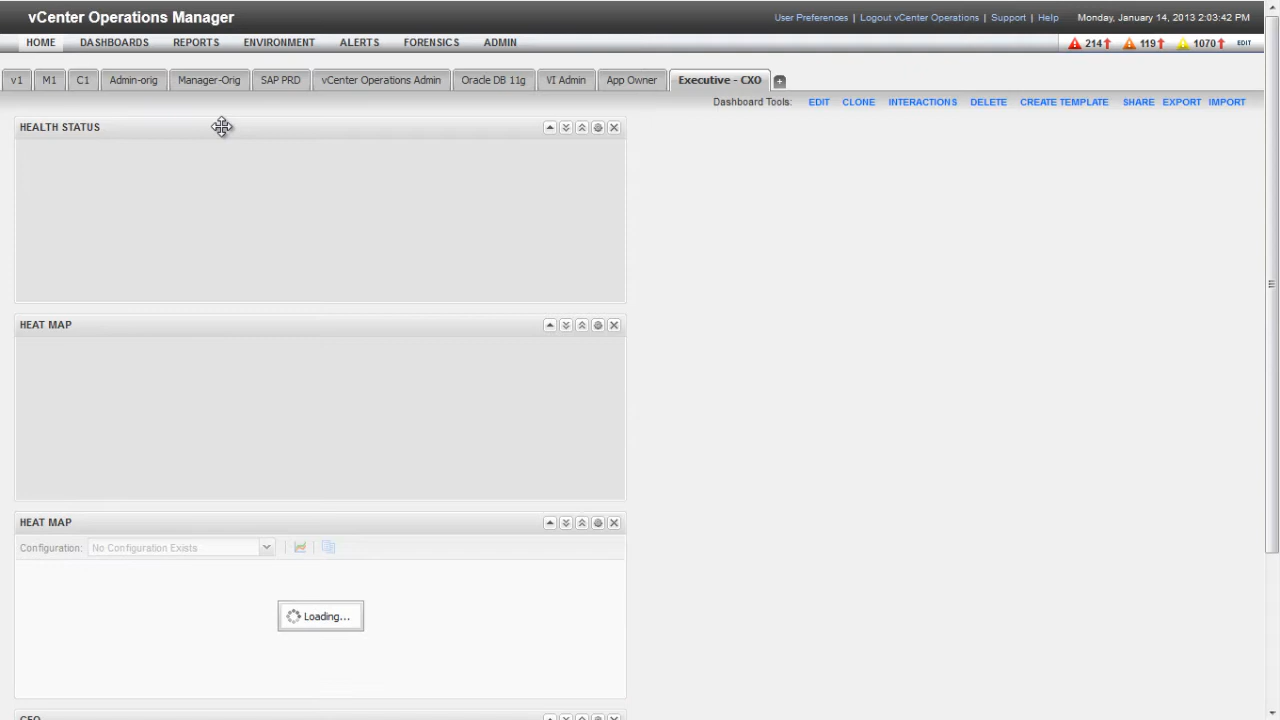 vCenter Operations Manager
User Preferences | Logout vCenter Operations | Support | Help Monday, January 14, 2013 2:03:42 PM
HOME DASHBOARDS REPORTS ENVIRONMENT ALERTS FORENSICS ADMIN 214 119 1070 EDIT
v1 M1 C1 Admin-orig Manager-Orig SAP PRD vCenter Operations Admin Oracle DB 11g VI Admin App Owner Executive - CXO
Dashboard Tools: EDIT CLONE INTERACTIONS DELETE CREATE TEMPLATE SHARE EXPORT IMPORT
HEALTH STATUS
HEAT MAP
HEAT MAP
Configuration: No Configuration Exists
Loading...